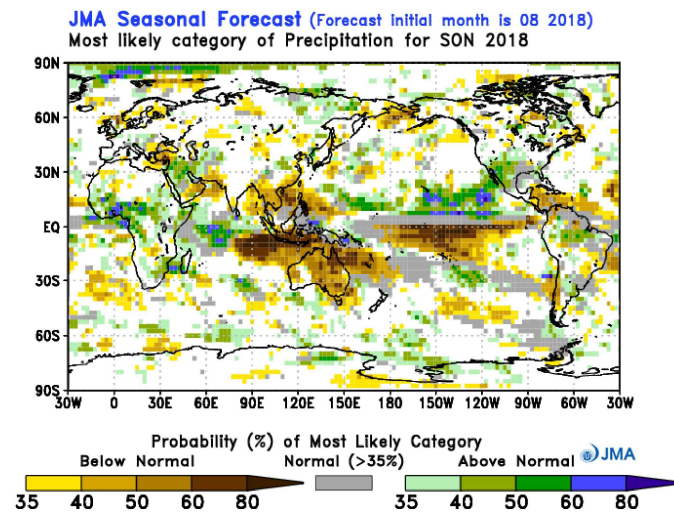 JMA Seasonal Forecast (Forecast initial month is 08 2018)
Most likely category of Precipitation for SON 2018
90N
60N
30N
EQ
30S
60S
90S
30W 0 30E 60E 90E 120E 150E 180 150W 120W 90W 60W 30W
Probability (%) of Most Likely Category
Below Normal Normal (>35%) Above Normal JMA
35 40 50 60 80 35 40 50 60 80